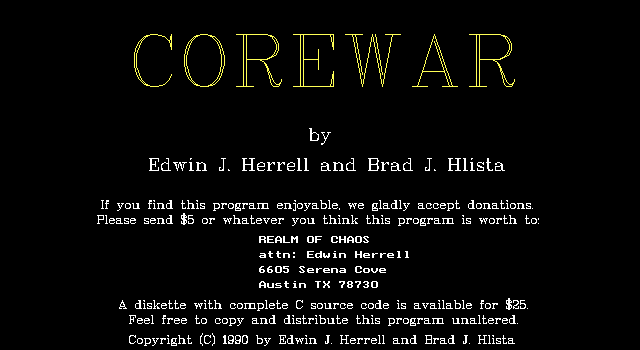 COREWAR
by
Edwin J. Herrell and Brad J. Hlista
If you find this program enjoyable, we gladly accept donations.
Please send $5 or whatever you think this program is worth to:
REALM OF CHAOS
attn: Edwin Herrell
6605 Serena Cove
Austin TX 78730
A diskette with complete C source code is available for $25.
Feel free to copy and distribute this program unaltered.
Copyright (C) 1990 by Edwin J. Herrell and Brad J. Hlista